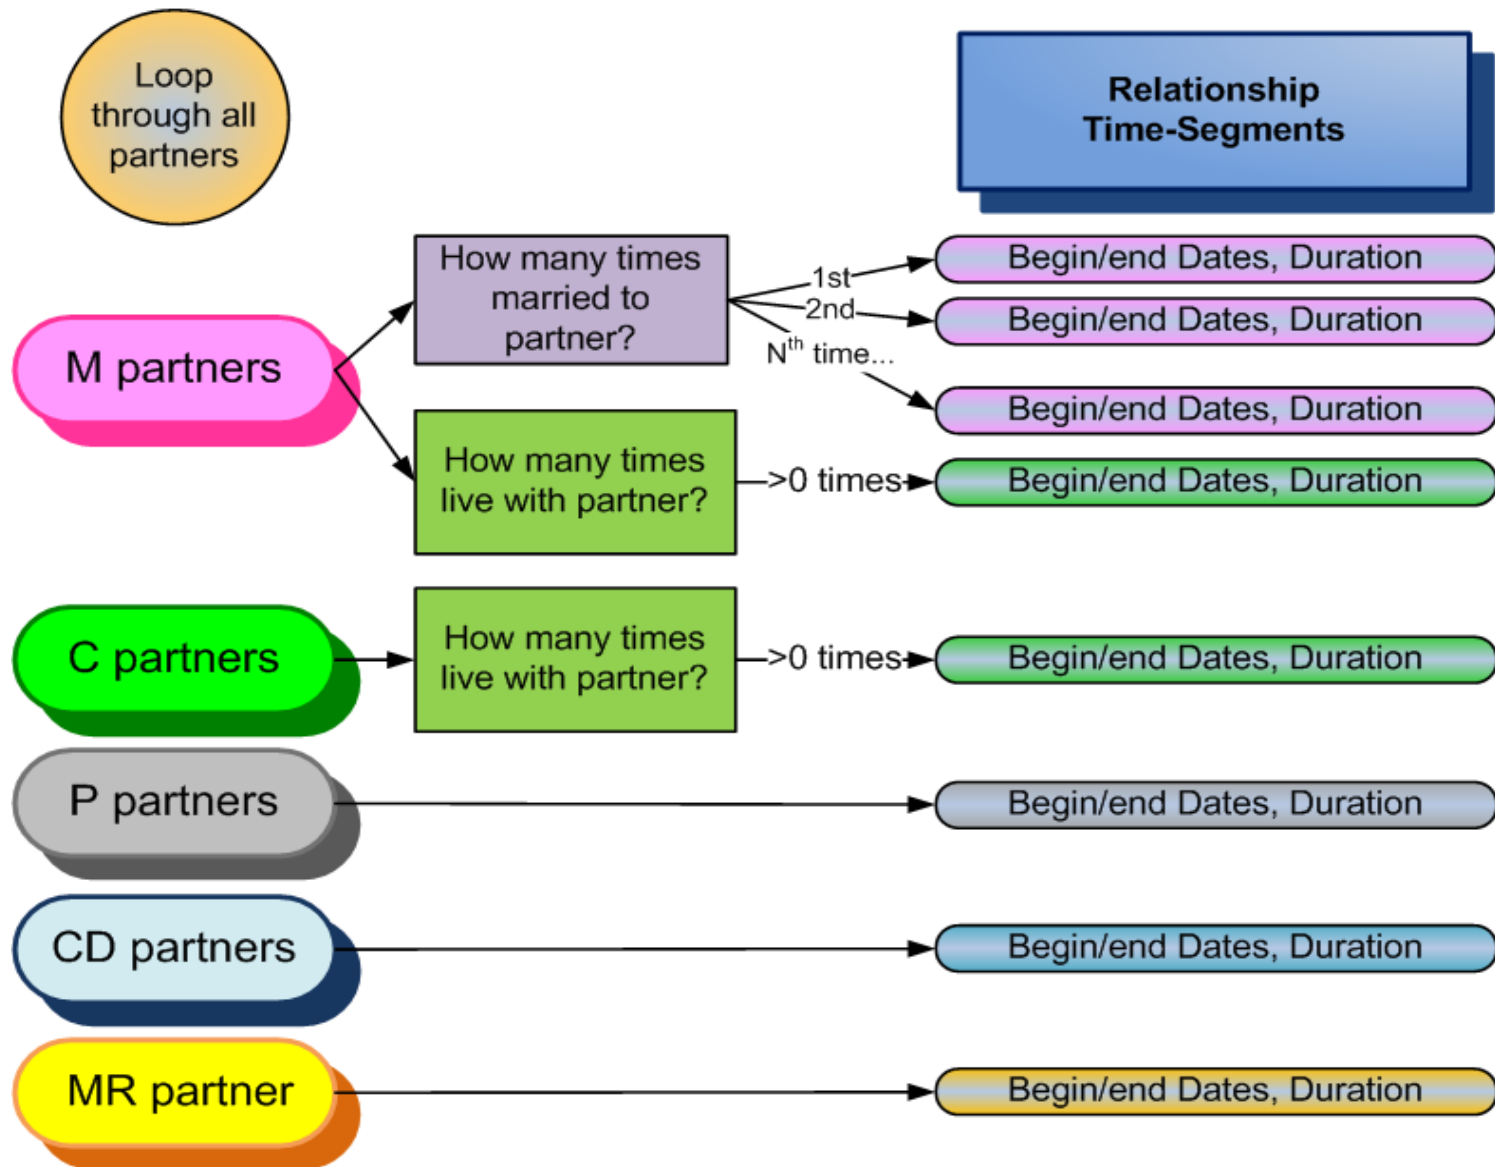 Loop
through all
partners
Relationship
Time-Segments
M partners
How many times
married to
partner?
1st
2nd
Nth time...
Begin/end Dates, Duration
Begin/end Dates, Duration
Begin/end Dates, Duration
How many times
live with partner?
>0 times
Begin/end Dates, Duration
C partners
How many times
live with partner?
>0 times
Begin/end Dates, Duration
P partners
Begin/end Dates, Duration
CD partners
Begin/end Dates, Duration
MR partner
Begin/end Dates, Duration